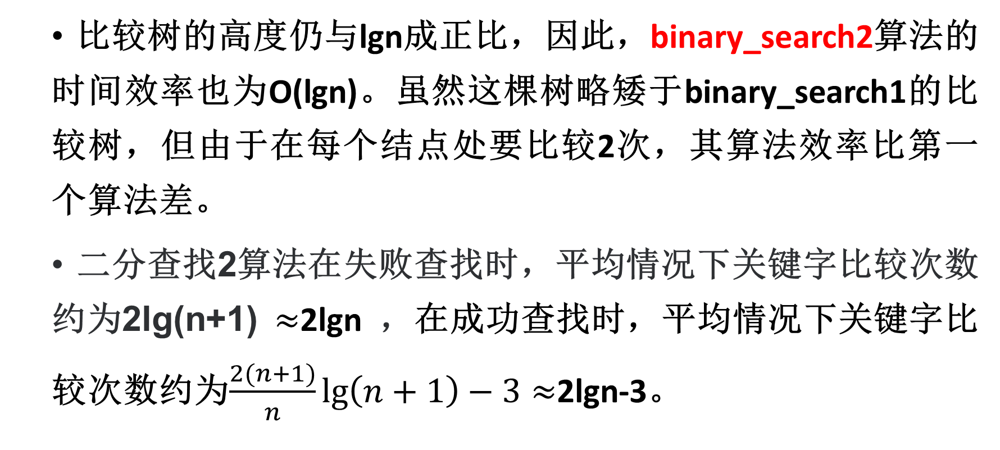 • 比较树的高度仍与lgn成正比，因此，binary_search2算法的
时间效率也为O(lgn)。虽然这棵树略矮于binary_search1的比
较树，但由于在每个结点处要比较2次，其算法效率比第一
个算法差。
• 二分查找2算法在失败查找时，平均情况下关键字比较次数
约为2lg(n+1) ≈2lgn ，在成功查找时，平均情况下关键字比
较次数约为\frac{2(n+1)}{n} lg(n + 1) − 3 ≈2lgn-3。